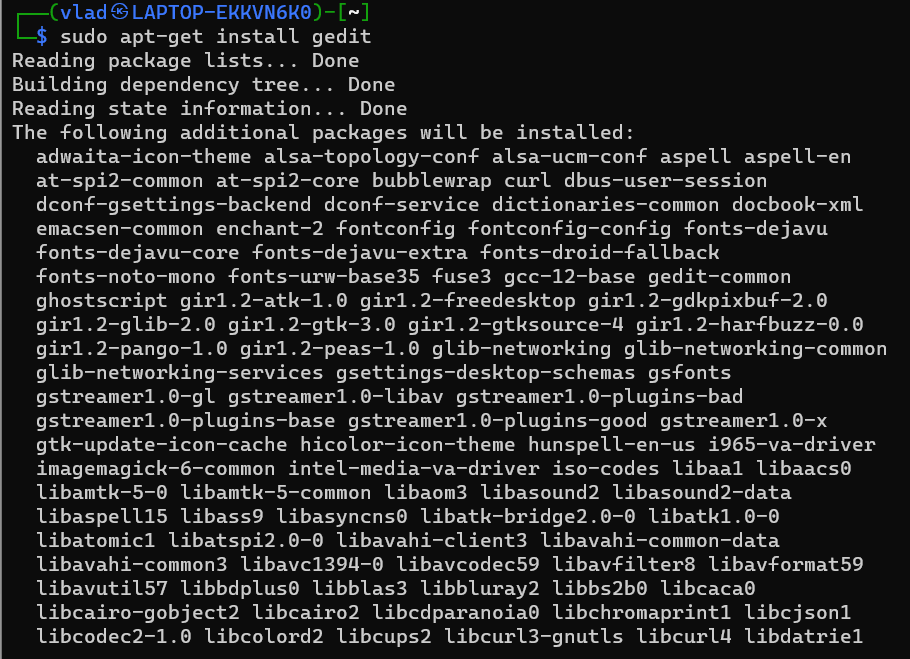 ┌──(vlad㉿LAPTOP-EKKVN6K0)-[~]
└─$ sudo apt-get install gedit
Reading package lists... Done
Building dependency tree... Done
Reading state information... Done
The following additional packages will be installed:
  adwaita-icon-theme alsa-topology-conf alsa-ucm-conf aspell aspell-en
  at-spi2-common at-spi2-core bubblewrap curl dbus-user-session
  dconf-gsettings-backend dconf-service dictionaries-common docbook-xml
  emacsen-common enchant-2 fontconfig fontconfig-config fonts-dejavu
  fonts-dejavu-core fonts-dejavu-extra fonts-droid-fallback
  fonts-noto-mono fonts-urw-base35 fuse3 gcc-12-base gedit-common
  ghostscript gir1.2-atk-1.0 gir1.2-freedesktop gir1.2-gdkpixbuf-2.0
  gir1.2-glib-2.0 gir1.2-gtk-3.0 gir1.2-gtksource-4 gir1.2-harfbuzz-0.0
  gir1.2-pango-1.0 gir1.2-peas-1.0 glib-networking glib-networking-common
  glib-networking-services gsettings-desktop-schemas gsfonts
  gstreamer1.0-gl gstreamer1.0-libav gstreamer1.0-plugins-bad
  gstreamer1.0-plugins-base gstreamer1.0-plugins-good gstreamer1.0-x
  gtk-update-icon-cache hicolor-icon-theme hunspell-en-us i965-va-driver
  imagemagick-6-common intel-media-va-driver iso-codes libaa1 libaacs0
  libamtk-5-0 libamtk-5-common libaom3 libasound2 libasound2-data
  libaspell15 libass9 libasyncns0 libatk-bridge2.0-0 libatk1.0-0
  libatomic1 libatspi2.0-0 libavahi-client3 libavahi-common-data
  libavahi-common3 libavc1394-0 libavcodec59 libavfilter8 libavformat59
  libavutil57 libbdplus0 libblas3 libbluray2 libbs2b0 libcaca0
  libcairo-gobject2 libcairo2 libcdparanoia0 libchromaprint1 libcjson1
  libcodec2-1.0 libcolord2 libcups2 libcurl3-gnutls libcurl4 libdatrie1